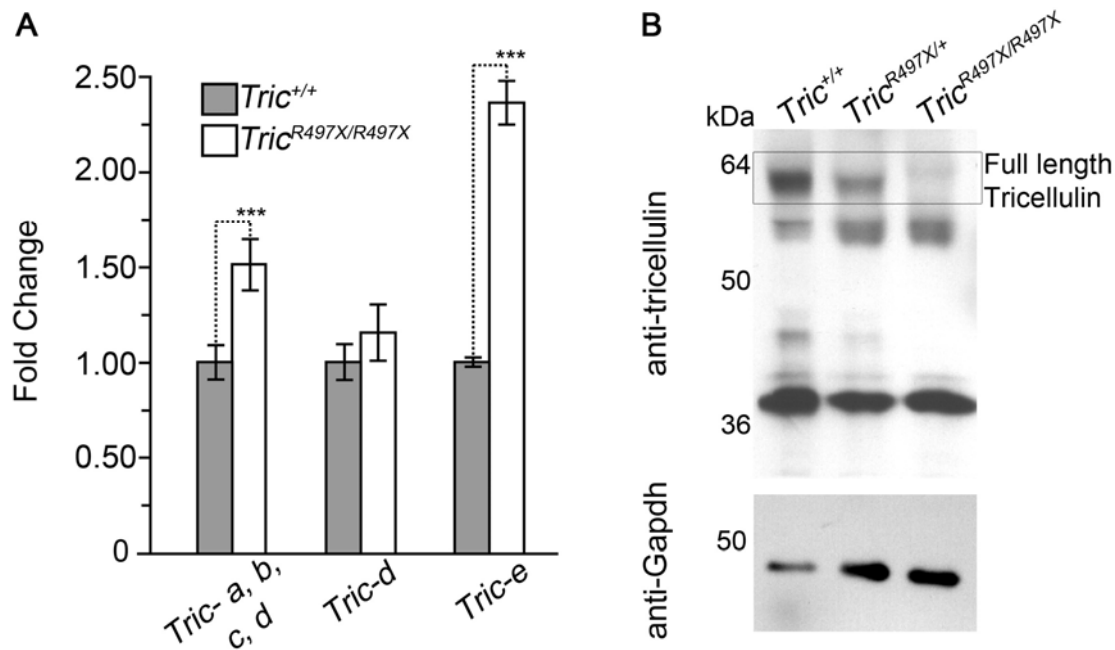 A
Fold Change
2.50
2.00
1.50
1.00
0.50
0
Tric+/+
TricR497X/R497X
***
***
Tric- a, b,
c, d
Tric-d
Tric-e
B
kDa
Tric+/+
TricR497X/+
TricR497X/R497X
anti-tricellulin
64
50
36
Full length
Tricellulin
anti-Gapdh
50